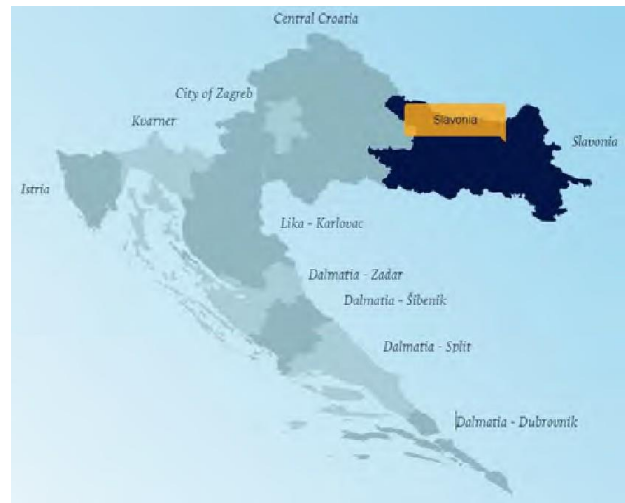 Central Croatia
City of Zagreb
Kvarner
Slavonia
Slavonia
Istria
Lika - Karlovac
Dalmatia - Zadar
Dalmatia - Šibenik
Dalmatia - Split
Dalmatia - Dubrovnik